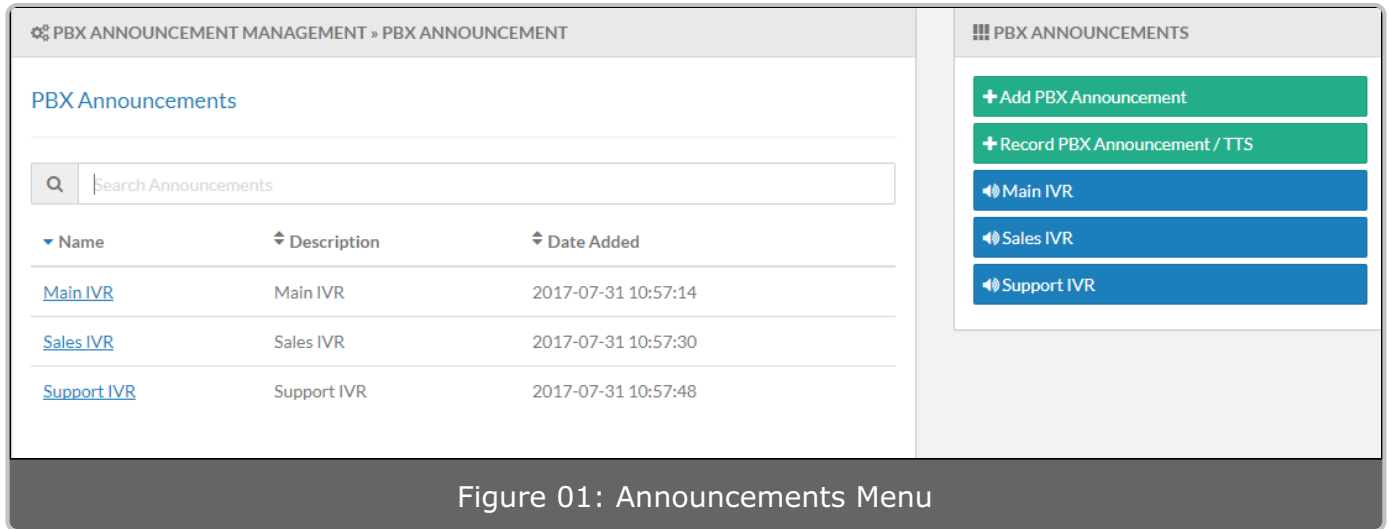 PBX ANNOUNCEMENT MANAGEMENT » PBX ANNOUNCEMENT
PBX Announcements
Search Announcements
Name Description Date Added
Main IVR Main IVR 2017-07-31 10:57:14
Sales IVR Sales IVR 2017-07-31 10:57:30
Support IVR Support IVR 2017-07-31 10:57:48
PBX ANNOUNCEMENTS
+Add PBX Announcement
+Record PBX Announcement / TTS
Main IVR
Sales IVR
Support IVR
Figure 01: Announcements Menu